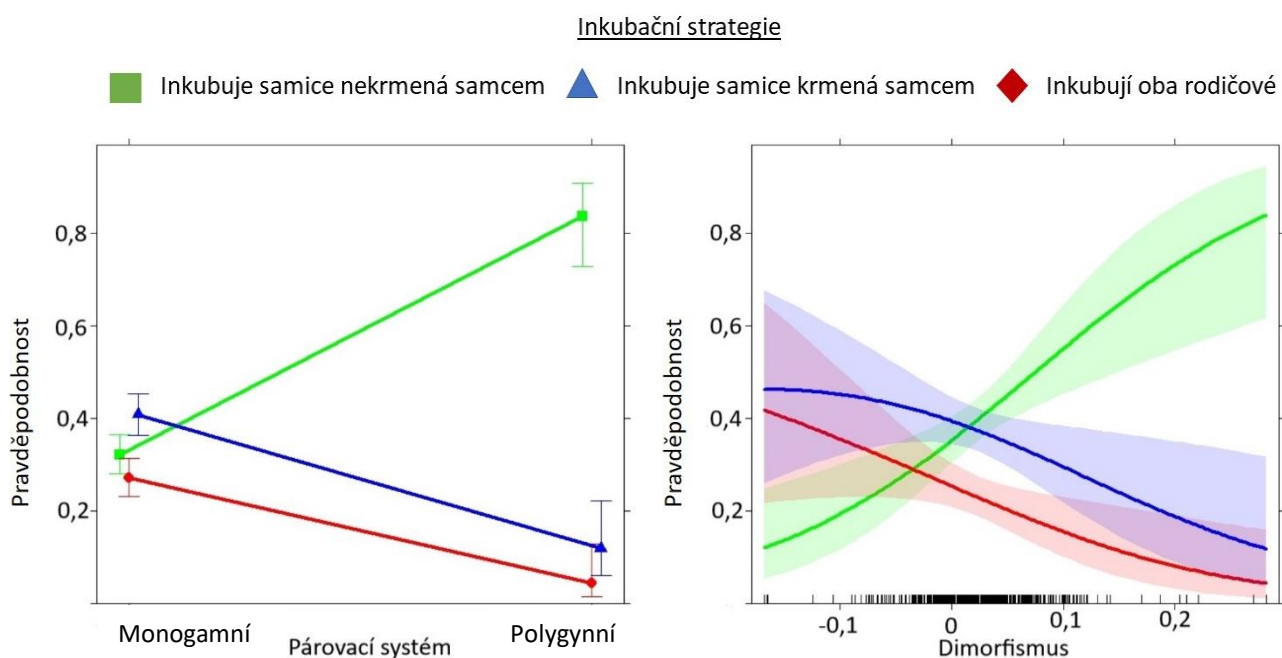 Inkubační strategie
Inkubuje samice nekrmená samcem Inkubuje samice krmená samcem Inkubují oba rodičové
Pravděpodobnost
0,8
0,6
0,4
0,2
Monogamní Polygynní
Párovací systém
Pravděpodobnost
0,8
0,6
0,4
0,2
-0,1 0 0,1 0,2
Dimorfismus